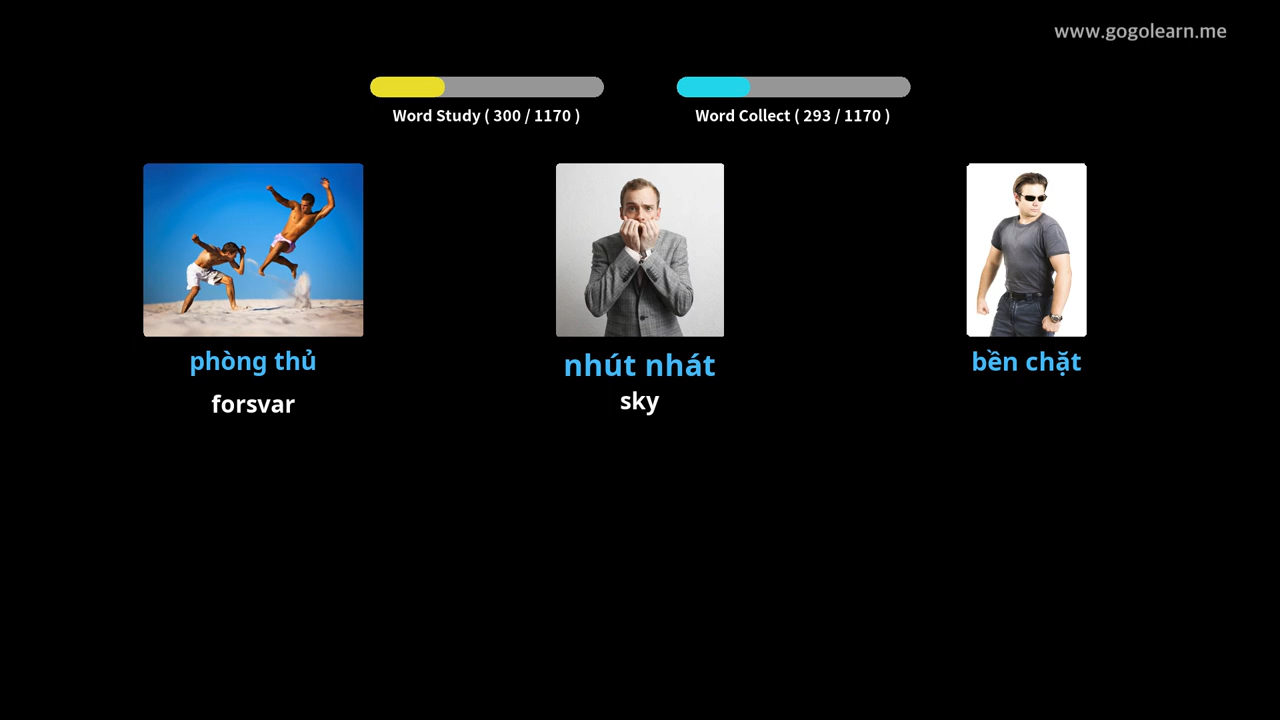 www.gogolearn.me
Word Study ( 300 / 1170 )
Word Collect ( 293 / 1170 )
phòng thủ
forsvar
nhút nhát
sky
bền chặt